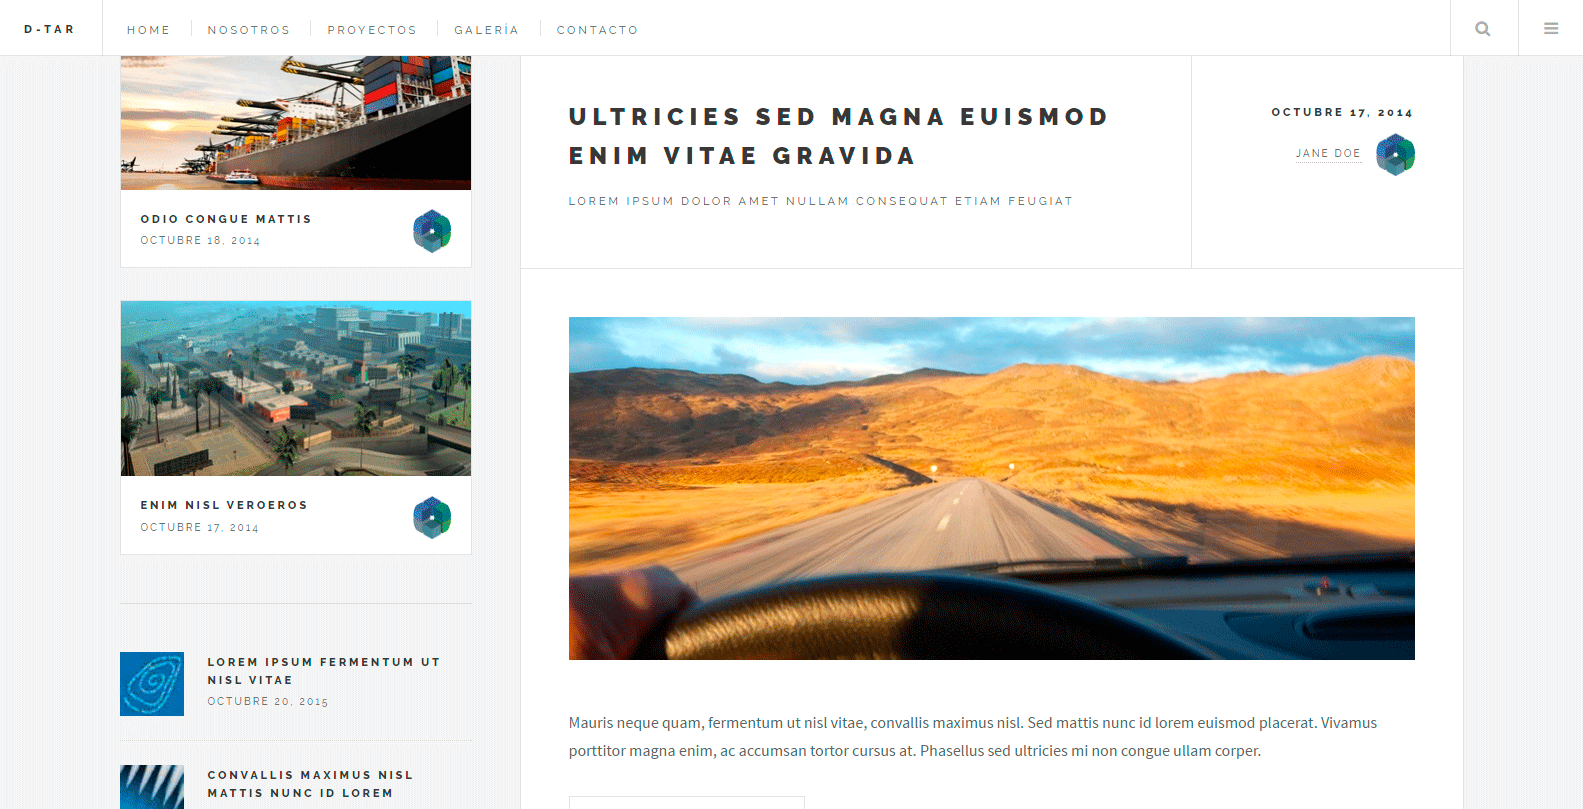 D-TAR
HOME
NOSOTROS
PROYECTOS
GALERÍA
CONTACTO
ODIO CONGUE MATTIS
OCTUBRE 18, 2014
ENIM NISL VEROEROS
OCTUBRE 17, 2014
LOREM IPSUM FERMENTUM UT
NISL VITAE
OCTUBRE 20, 2015
CONVALLIS MAXIMUS NISL
MATTIS NUNC ID LOREM
ULTRICIES SED MAGNA EUISMOD
ENIM VITAE GRAVIDA
LOREM IPSUM DOLOR AMET NULLAM CONSEQUAT ETIAM FEUGIAT
OCTUBRE 17, 2014
JANE DOE
Mauris neque quam, fermentum ut nisl vitae, convallis maximus nisl. Sed mattis nunc id lorem euismod placerat. Vivamus
porttitor magna enim, ac accumsan tortor cursus at. Phasellus sed ultricies mi non congue ullam corper.